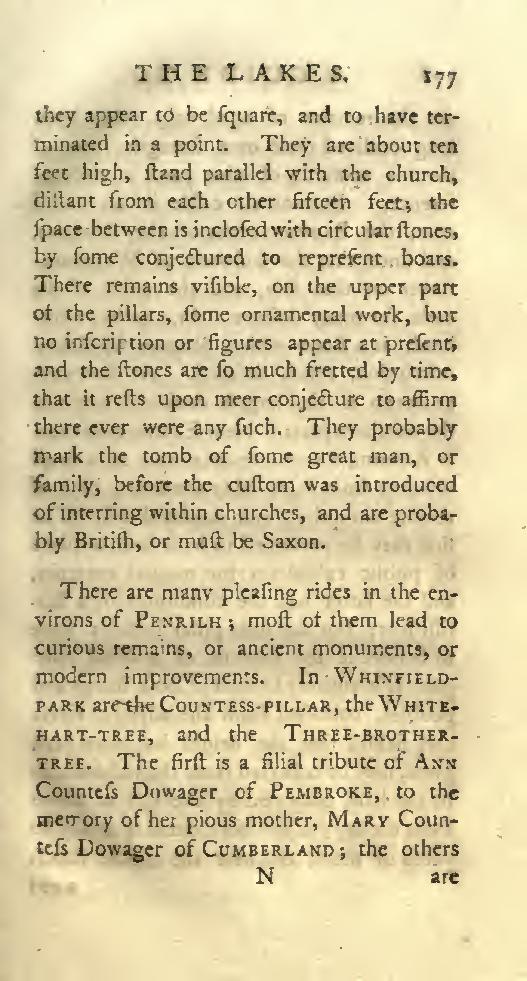 THE LAKES. 177
they appear to be ſquare, and to have ter-
minated in a point. They are about ten
feet high, ſtand parallel with the church,
diſtant from each other fifteen feet; the
ſpace between is incloſed with circular ſtones,
by ſome conjectured to repreſent boars.
There remains viſible, on the upper part
of the pillars, ſome ornamental work, but
no inſcription or figures appear at preſent,
and the ſtones are ſo much fretted by time,
that it reſts upon meer conjecture to affirm
there ever were any ſuch. They probably
mark the tomb of ſome great man, or
family, before the cuſtom was introduced
of interring within churches, and are proba-
bly Britiſh, or muſt be Saxon.
There are many pleaſing rides in the en-
virons of PENRILH; moſt of them lead to
curious remains, or ancient monuments, or
modern improvements. In WHINFIELD-
PARK are the COUNTESS-PILLAR, the WHITE-
HART-TREE, and the THREE-BROTHER-
TREE. The firſt is a filial tribute of ANN
Counteſs Dowager of PEMBROKE, to the
memory of her pious mother, MARY Coun-
teſs Dowager of CUMBERLAND; the others
N are